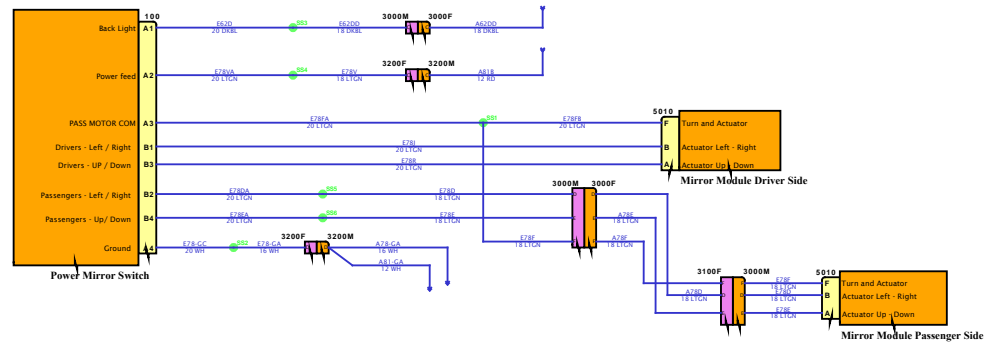 100
Back Light A1
E62D
20 DKBL
SS3
E62DD
18 DKBL
3000M 3000F
A62DD
18 DKBL
Power feed A2
E78VA
20 LTGN
SS4
E78V
18 LTGN
3200F 3200M
A81B
12 RD
PASS MOTOR COM A3
E78FA
20 LTGN
SS1
E78FB
20 LTGN
5010
F Turn and Actuator
Drivers - Left / Right B1
E78J
20 LTGN
B Actuator Left - Right
Drivers - UP / Down B3
E78R
20 LTGN
A Actuator Up - Down
Mirror Module Driver Side
Passengers - Left / Right B2
E78DA
20 LTGN
SS5
E78D
18 LTGN
3000M 3000F
Passengers - Up/ Down B4
E78EA
20 LTGN
SS6
E78E
18 LTGN
A78E
18 LTGN
E78F
18 LTGN
A78F
18 LTGN
Ground A4
E78-GC
20 WH
SS2
E78-GA
16 WH
3200F 3200M
A78-GA
16 WH
A81-GA
12 WH
Power Mirror Switch
A78D
18 LTGN
3100F 3000M
E78F
18 LTGN
E78D
18 LTGN
E78E
18 LTGN
5010
F Turn and Actuator
B Actuator Left - Right
A Actuator Up - Down
Mirror Module Passenger Side